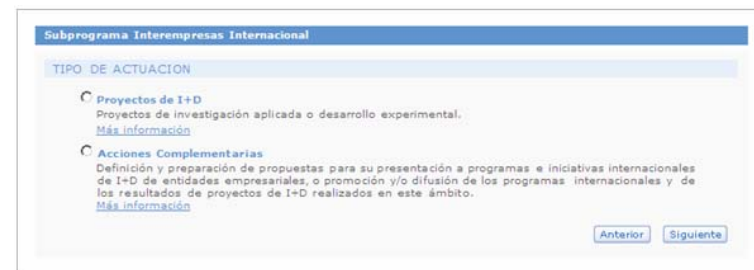 Subprograma Interempresas Internacional
TIPO DE ACTUACION
Proyectos de I+D
Proyectos de investigación aplicada o desarrollo experimental.
Más información
Acciones Complementarias
Definición y preparación de propuestas para su presentación a programas e iniciativas internacionales
de I+D de entidades empresariales, o promoción y/o difusión de los programas internacionales y de
los resultados de proyectos de I+D realizados en este ámbito.
Más información
Anterior Siguiente